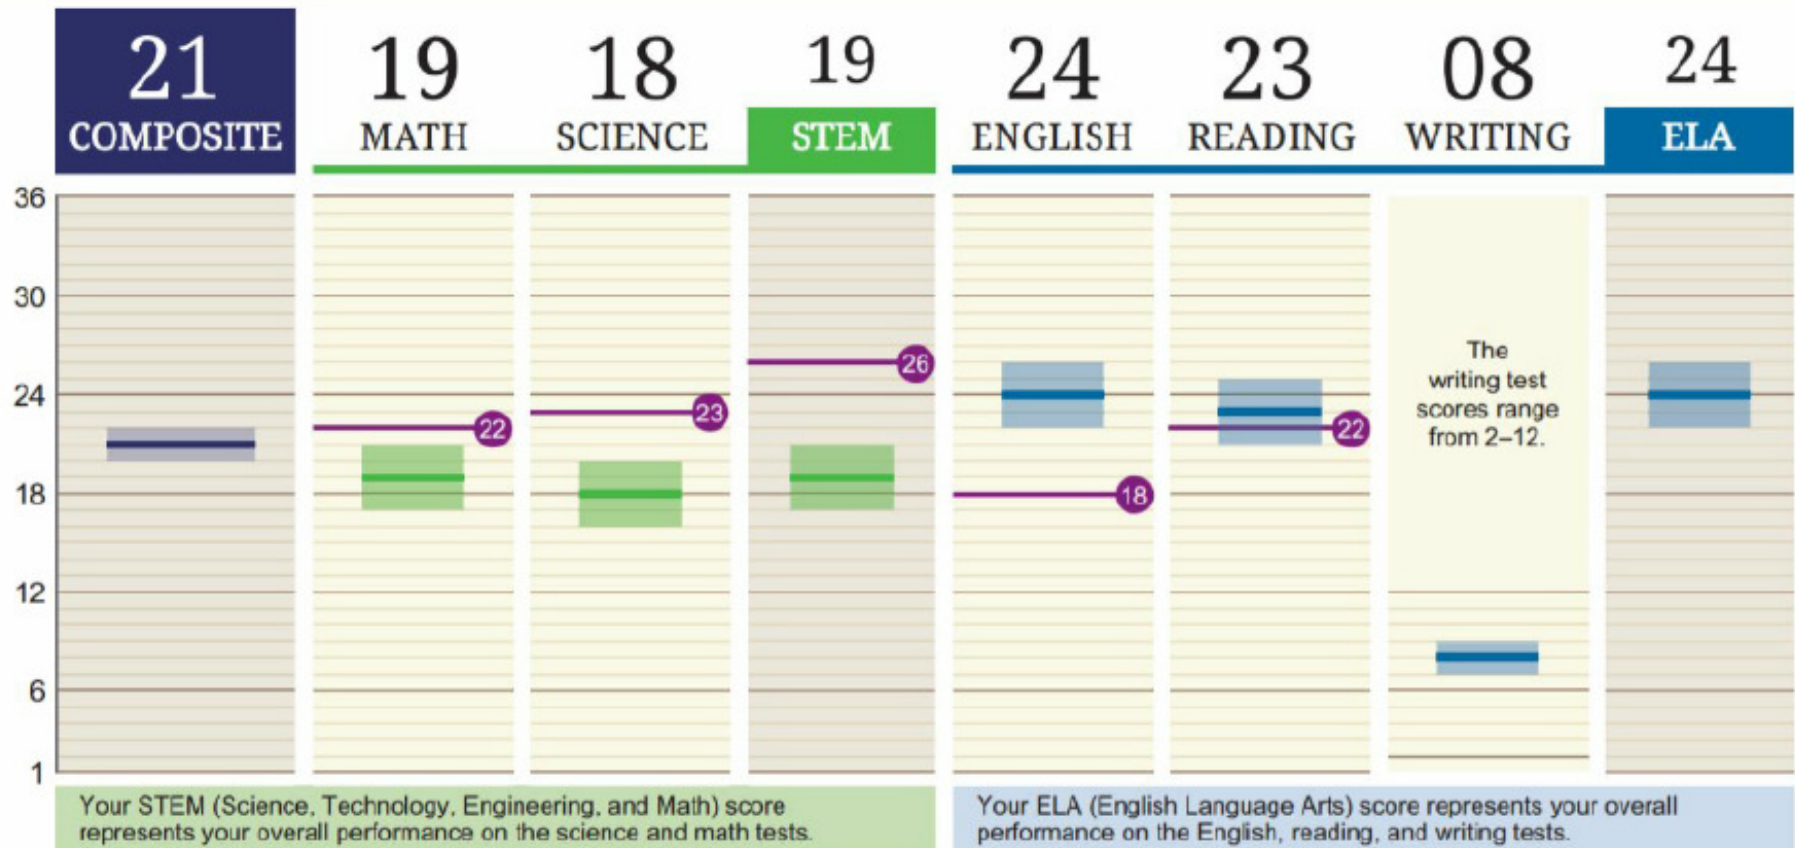 21 19 18 19 24 23 08 24
COMPOSITE MATH SCIENCE STEM ENGLISH READING WRITING ELA
36
30
24
18
12
6
1
22
23
26
18
22
The
writing test
scores range
from 2–12.
Your STEM (Science, Technology, Engineering, and Math) score
represents your overall performance on the science and math tests.
Your ELA (English Language Arts) score represents your overall
performance on the English, reading, and writing tests.